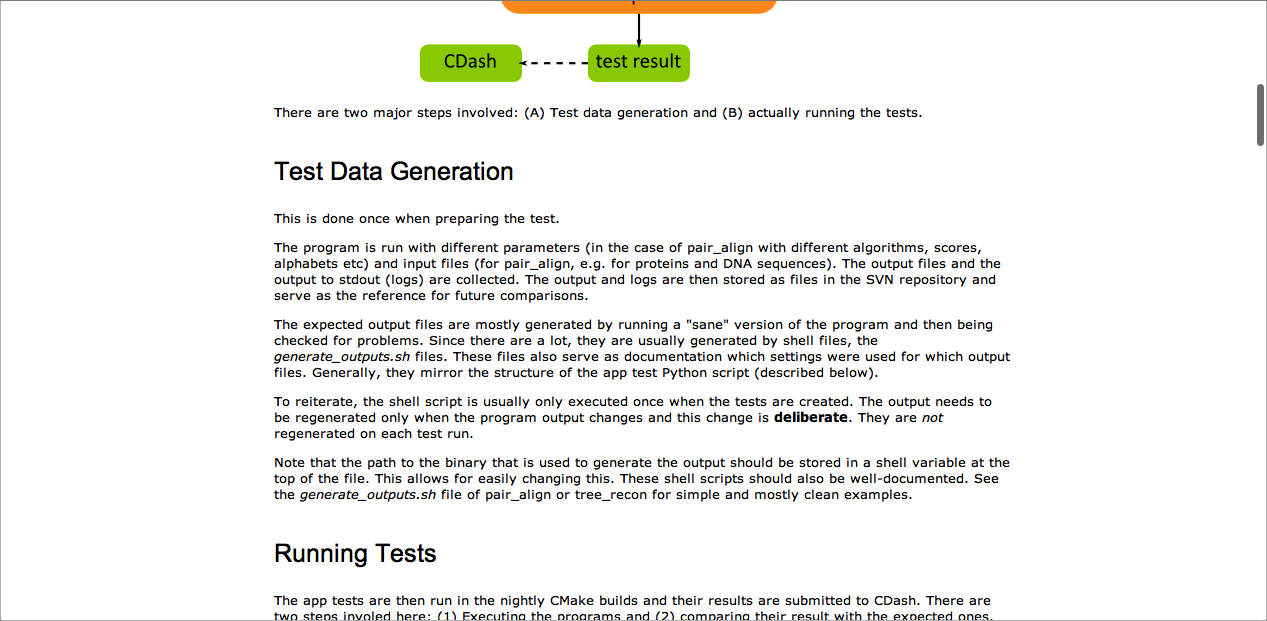 CDash
test result
There are two major steps involved: (A) Test data generation and (B) actually running the tests.
Test Data Generation
This is done once when preparing the test.
The program is run with different parameters (in the case of pair_align with different algorithms, scores,
alphabets etc) and input files (for pair_align, e.g. for proteins and DNA sequences). The output files and the
output to stdout (logs) are collected. The output and logs are then stored as files in the SVN repository and
serve as the reference for future comparisons.
The expected output files are mostly generated by running a "sane" version of the program and then being
checked for problems. Since there are a lot, they are usually generated by shell files, the
generate_outputs.sh files. These files also serve as documentation which settings were used for which output
files. Generally, they mirror the structure of the app test Python script (described below).
To reiterate, the shell script is usually only executed once when the tests are created. The output needs to
be regenerated only when the program output changes and this change is deliberate. They are not
regenerated on each test run.
Note that the path to the binary that is used to generate the output should be stored in a shell variable at the
top of the file. This allows for easily changing this. These shell scripts should also be well-documented. See
the generate_outputs.sh file of pair_align or tree_recon for simple and mostly clean examples.
Running Tests
The app tests are then run in the nightly CMake builds and their results are submitted to CDash. There are
two steps involed here: (1) Executing the programs and (2) comparing their result with the expected ones.